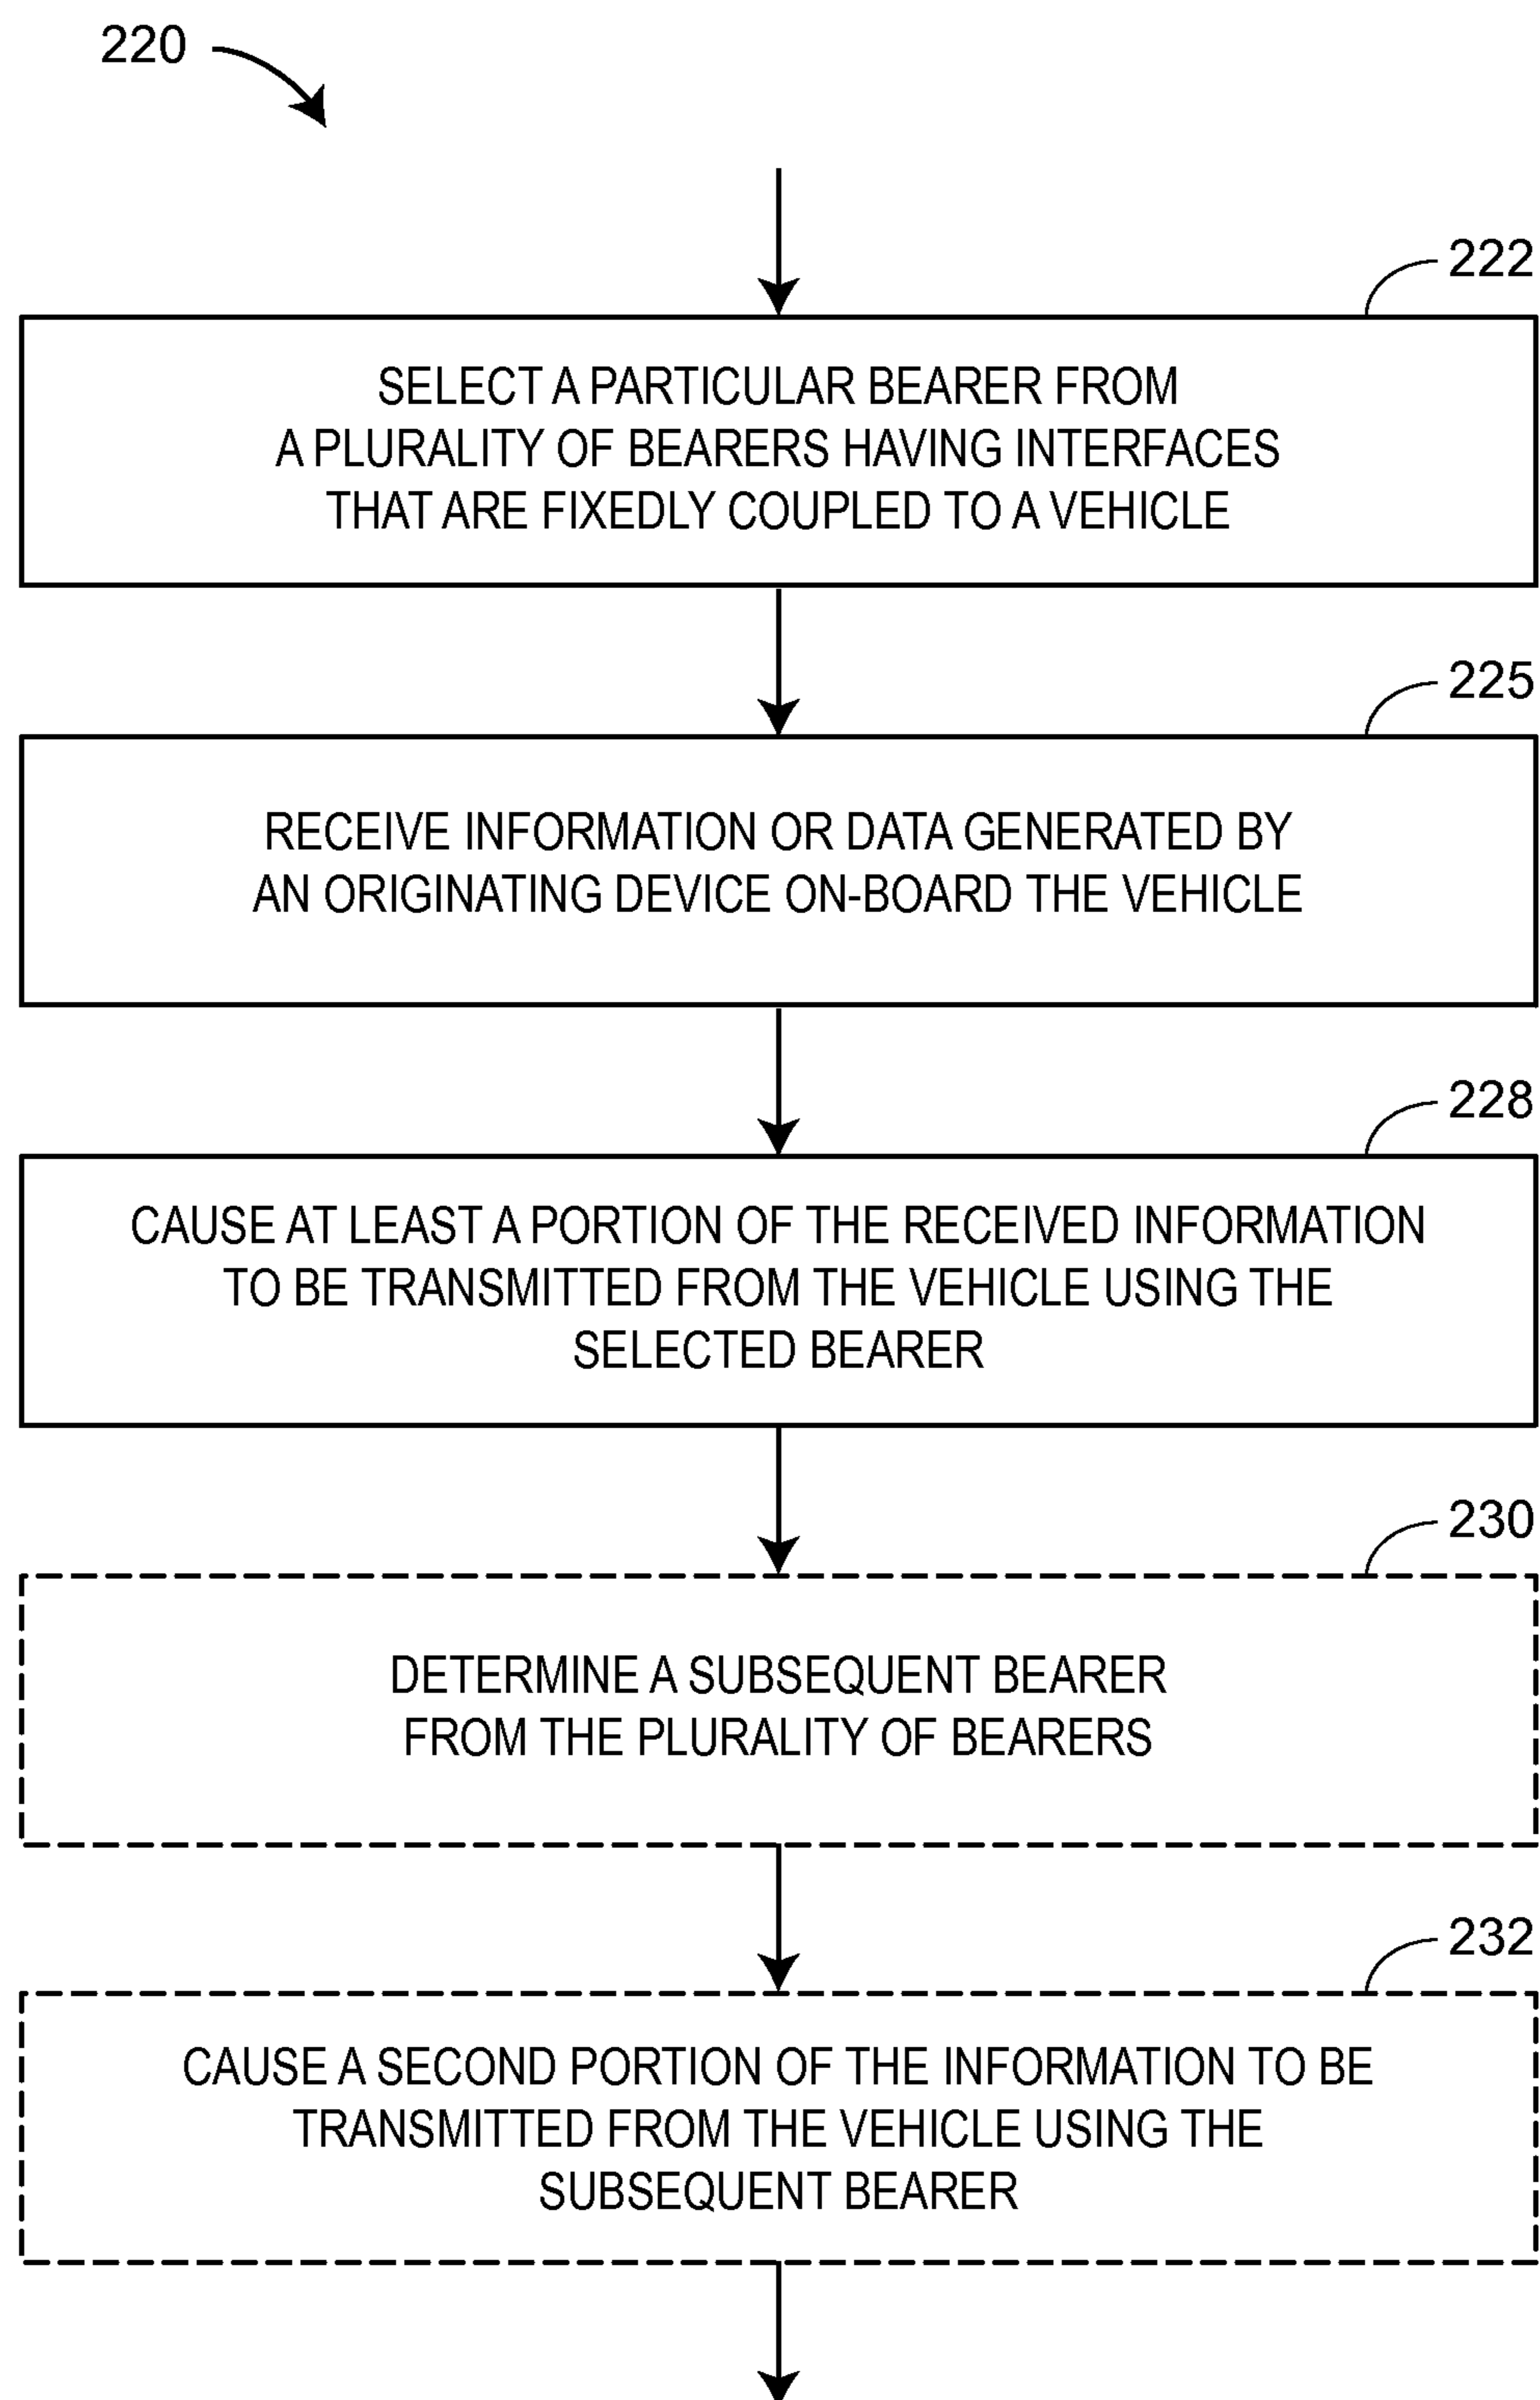 220
222
SELECT A PARTICULAR BEARER FROM
A PLURALITY OF BEARERS HAVING INTERFACES
THAT ARE FIXEDLY COUPLED TO A VEHICLE
225
RECEIVE INFORMATION OR DATA GENERATED BY
AN ORIGINATING DEVICE ON-BOARD THE VEHICLE
228
CAUSE AT LEAST A PORTION OF THE RECEIVED INFORMATION
TO BE TRANSMITTED FROM THE VEHICLE USING THE
SELECTED BEARER
230
DETERMINE A SUBSEQUENT BEARER
FROM THE PLURALITY OF BEARERS
232
CAUSE A SECOND PORTION OF THE INFORMATION TO BE
TRANSMITTED FROM THE VEHICLE USING THE
SUBSEQUENT BEARER